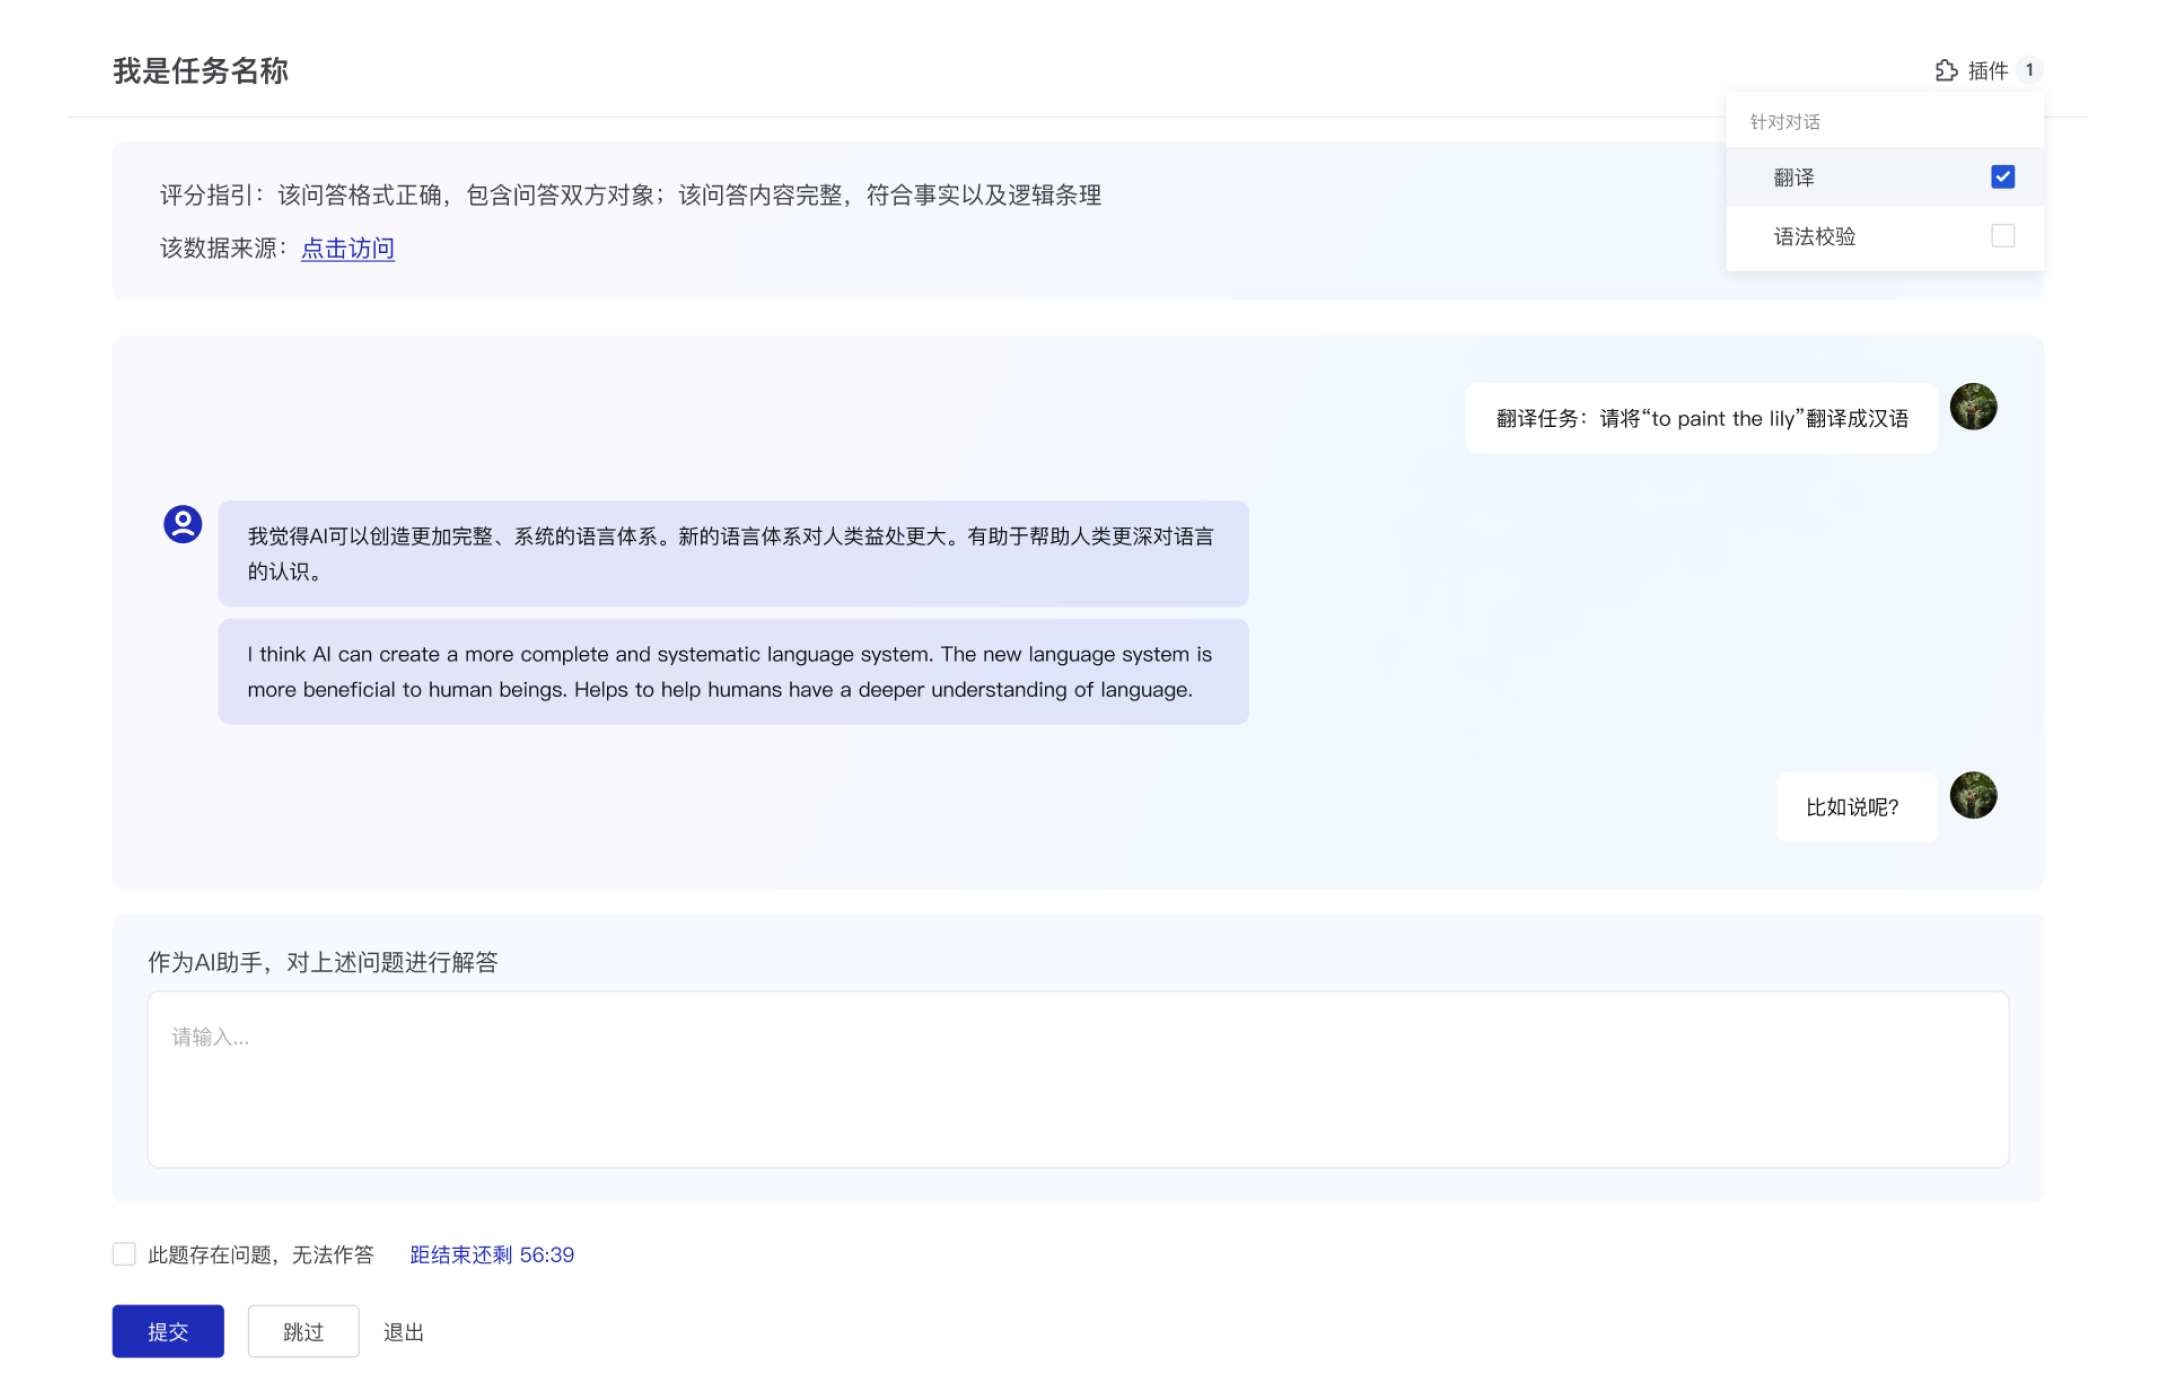 我是任务名称
插件 1
针对对话
翻译
语法校验
评分指引：该问答格式正确，包含问答双方对象；该问答内容完整，符合事实以及逻辑条理
该数据来源：点击访问
翻译任务：请将“to paint the lily”翻译成汉语
我觉得AI可以创造更加完整、系统的语言体系。新的语言体系对人类益处更大。有助于帮助人类更深对语言
的认识。
I think AI can create a more complete and systematic language system. The new language system is
more beneficial to human beings. Helps to help humans have a deeper understanding of language.
比如说呢?
作为AI助手，对上述问题进行解答
请输入...
此题存在问题，无法作答 距结束还剩 56:39
提交 跳过 退出